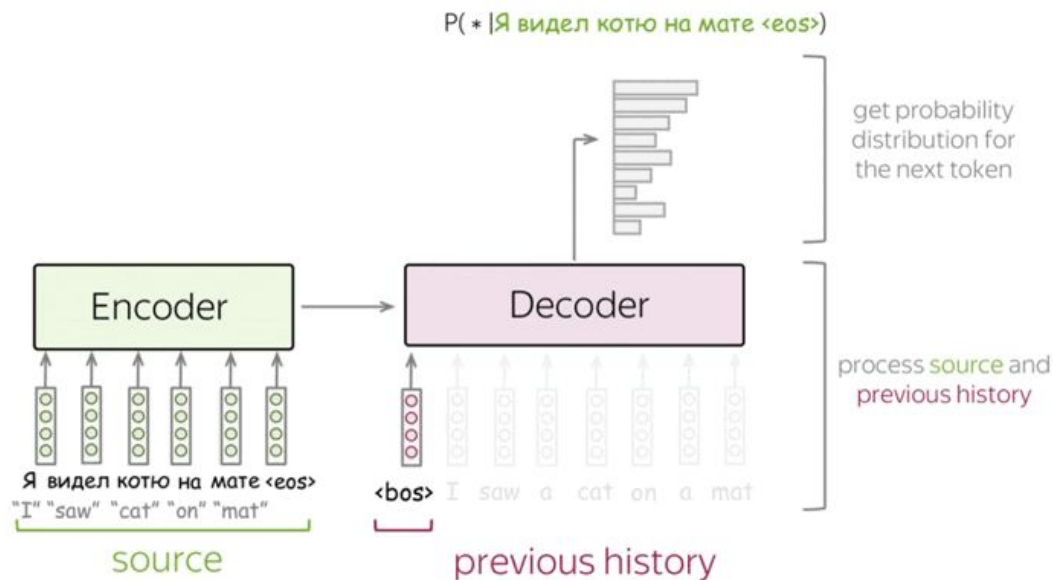 P( * |Я видел котю на мате <eos>)
get probability
distribution for
the next token
Encoder
Decoder
process source and
previous history
Я видел котю на мате <eos>
"I" "saw" "cat" "on" "mat"
<bos> I saw a cat on a mat
source
previous history